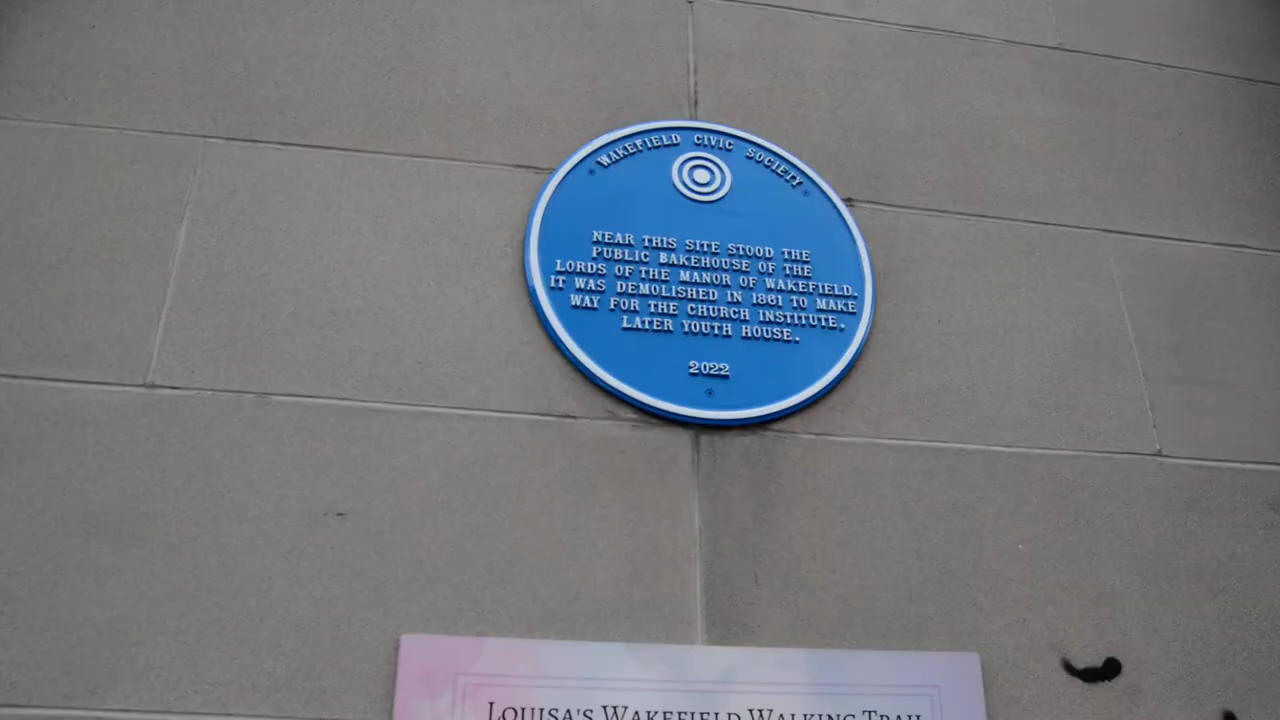 WAKEFIELD CIVIC SOCIETY
NEAR THIS SITE STOOD THE
PUBLIC BAKEHOUSE OF THE
LORDS OF THE MANOR OF WAKEFIELD.
IT WAS DEMOLISHED IN 1861 TO MAKE
WAY FOR THE CHURCH INSTITUTE,
LATER YOUTH HOUSE.
2022
LOUISA'S WAKEFIELD WALKING TRAIL